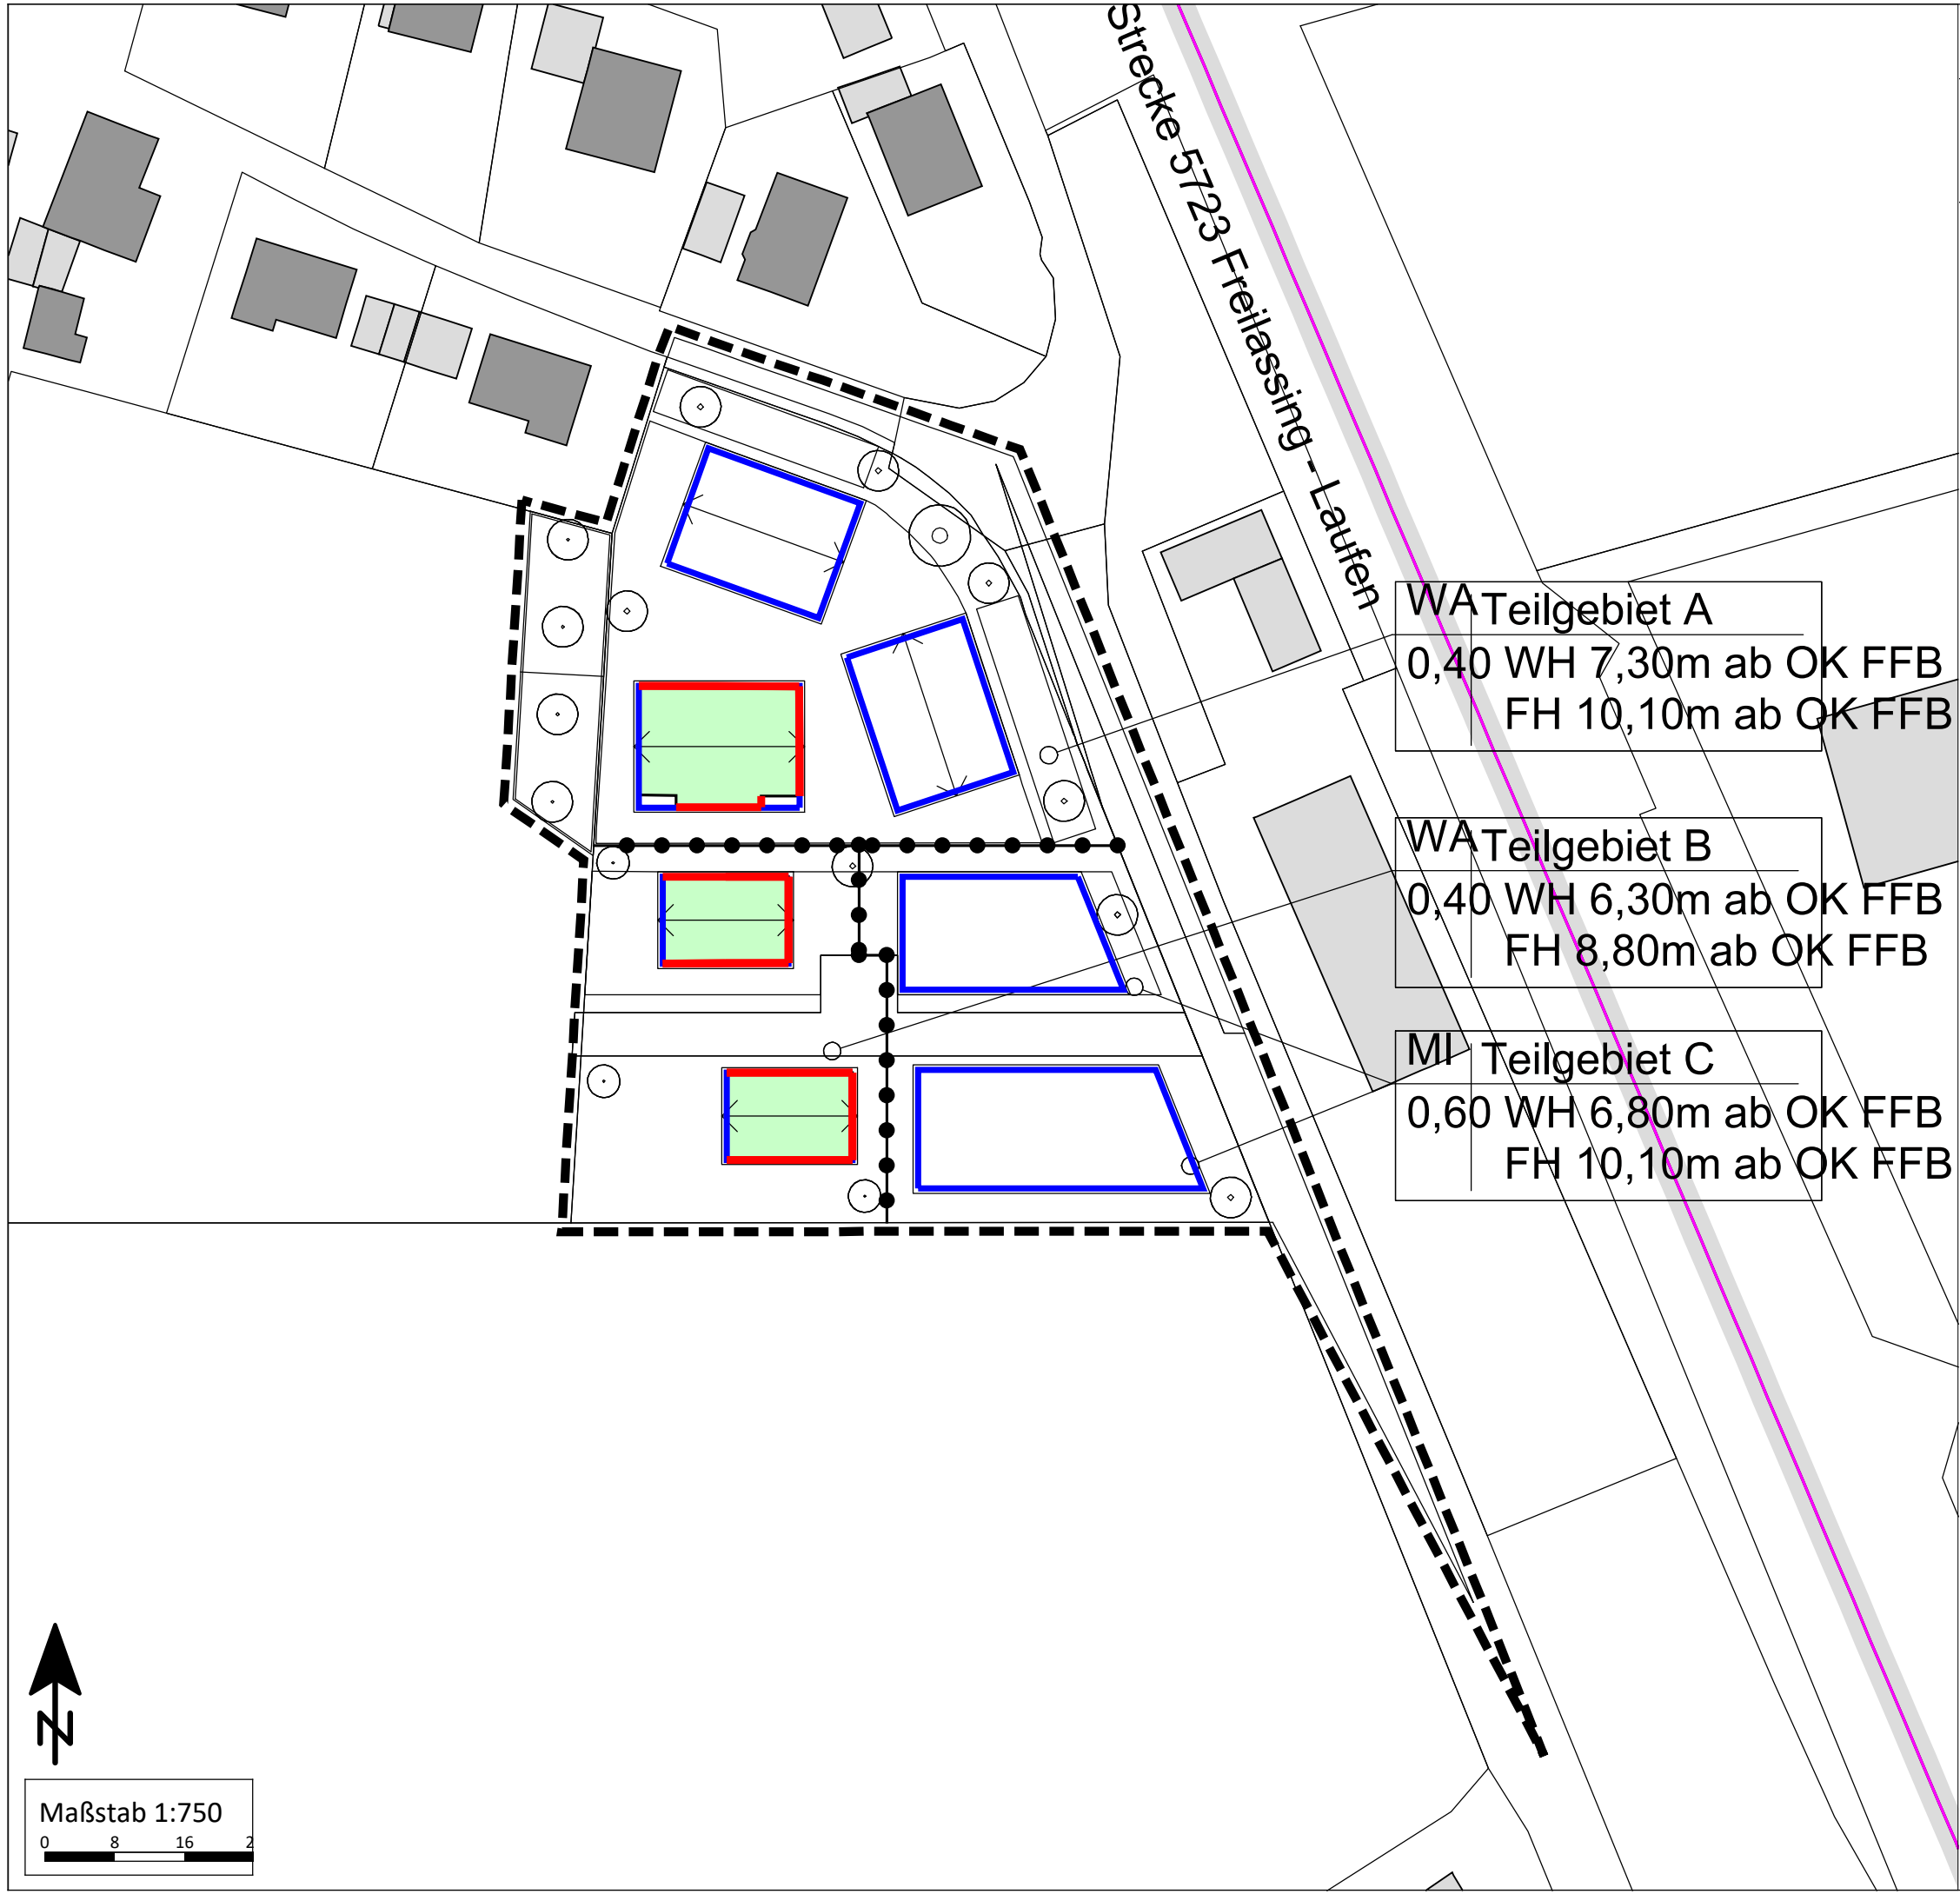 Strecke 5723 Freilassing - Laufen
WA Teilgebiet A
0,40 WH 7,30m ab OK FFB
FH 10,10m ab OK FFB
WA Teilgebiet B
0,40 WH 6,30m ab OK FFB
FH 8,80m ab OK FFB
MI Teilgebiet C
0,60 WH 6,80m ab OK FFB
FH 10,10m ab OK FFB
N
Maßstab 1:750
0 8 16 2